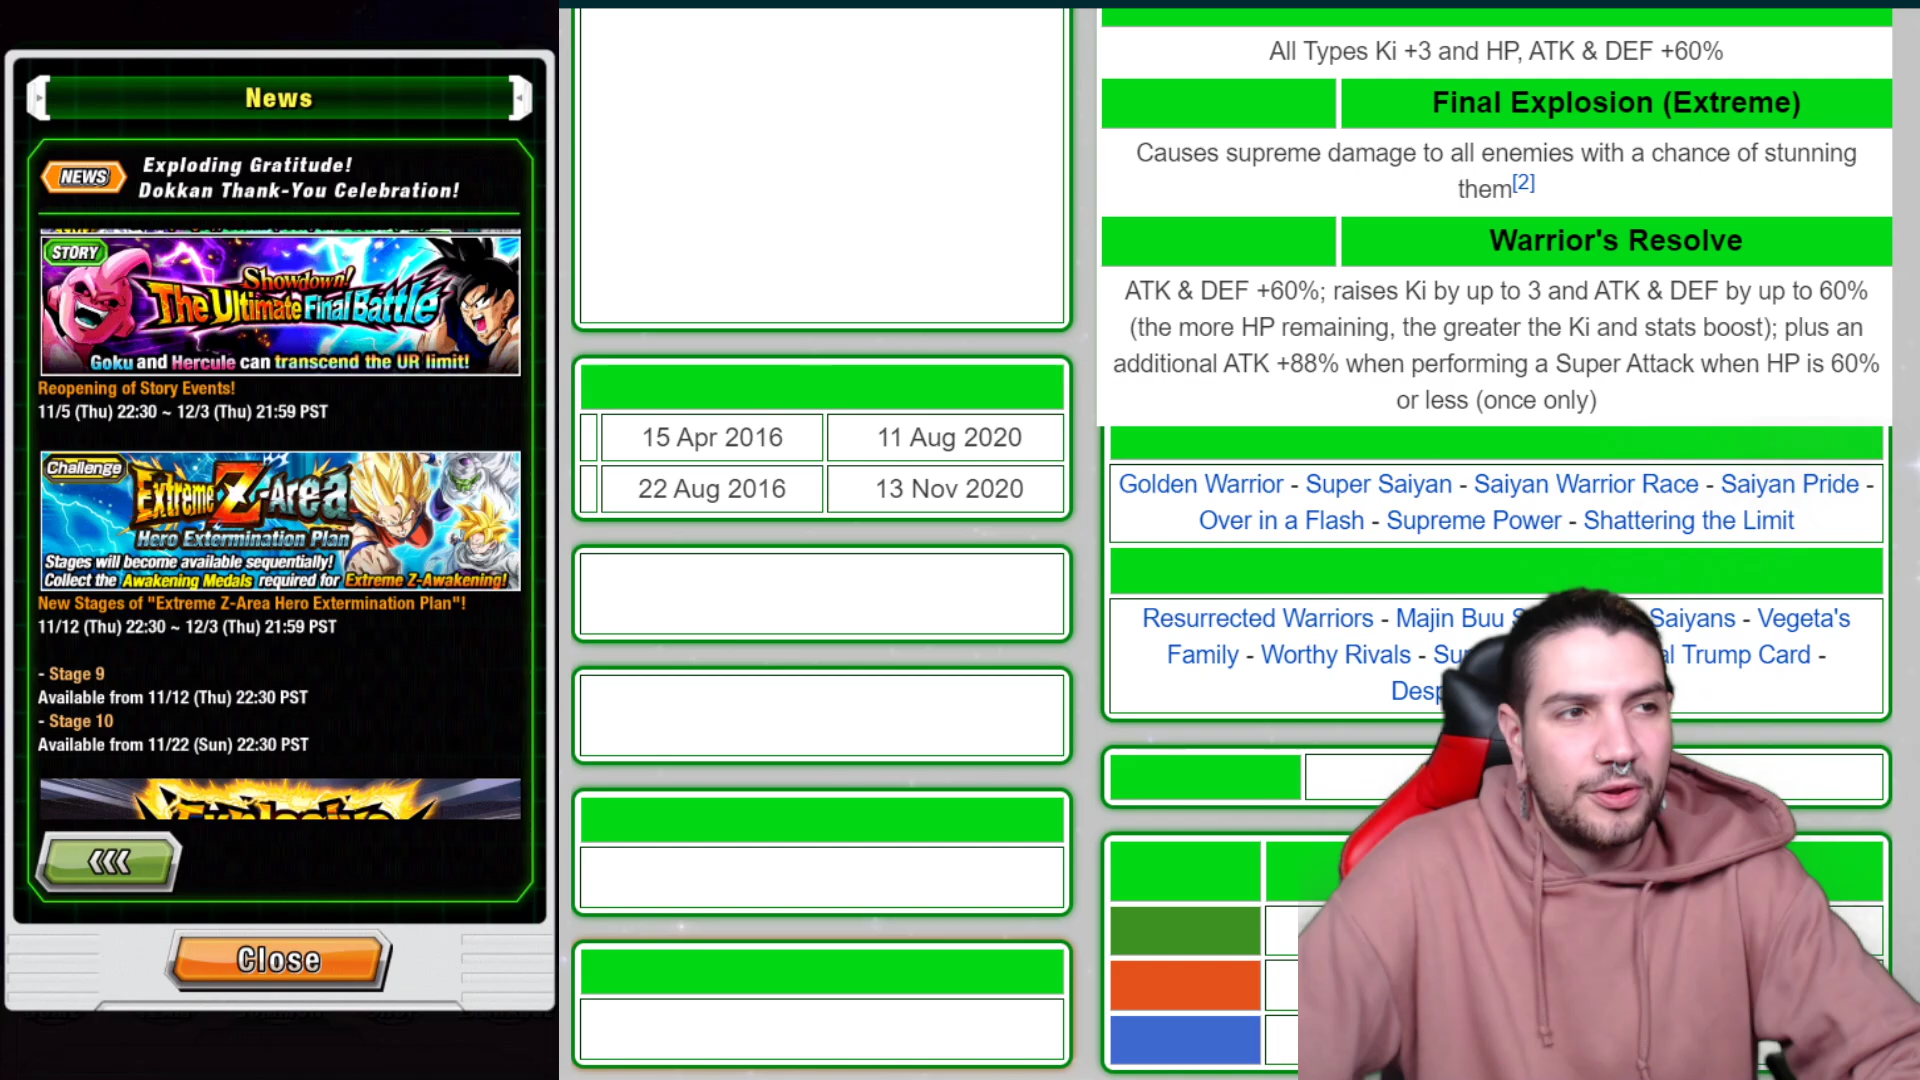 News
NEWS
Exploding Gratitude!
Dokkan Thank-You Celebration!
STORY
Showdown!
The Ultimate Final Battle
Goku and Hercule can transcend the UR limit!
Reopening of Story Events!
11/5 (Thu) 22:30 ~ 12/3 (Thu) 21:59 PST
Challenge
Extreme Z-Area
Hero Extermination Plan
Stages will become available sequentially!
Collect the Awakening Medals required for Extreme Z-Awakening!
New Stages of "Extreme Z-Area Hero Extermination Plan"!
11/12 (Thu) 22:30 ~ 12/3 (Thu) 21:59 PST
- Stage 9
Available from 11/12 (Thu) 22:30 PST
- Stage 10
Available from 11/22 (Sun) 22:30 PST
Close
15 Apr 2016 11 Aug 2020
22 Aug 2016 13 Nov 2020
All Types Ki +3 and HP, ATK & DEF +60%
Final Explosion (Extreme)
Causes supreme damage to all enemies with a chance of stunning
them[2]
Warrior's Resolve
ATK & DEF +60%; raises Ki by up to 3 and ATK & DEF by up to 60%
(the more HP remaining, the greater the Ki and stats boost); plus an
additional ATK +88% when performing a Super Attack when HP is 60%
or less (once only)
Golden Warrior - Super Saiyan - Saiyan Warrior Race - Saiyan Pride -
Over in a Flash - Supreme Power - Shattering the Limit
Resurrected Warriors - Majin Buu Saiyans - Vegeta's
Family - Worthy Rivals - Trump Card -